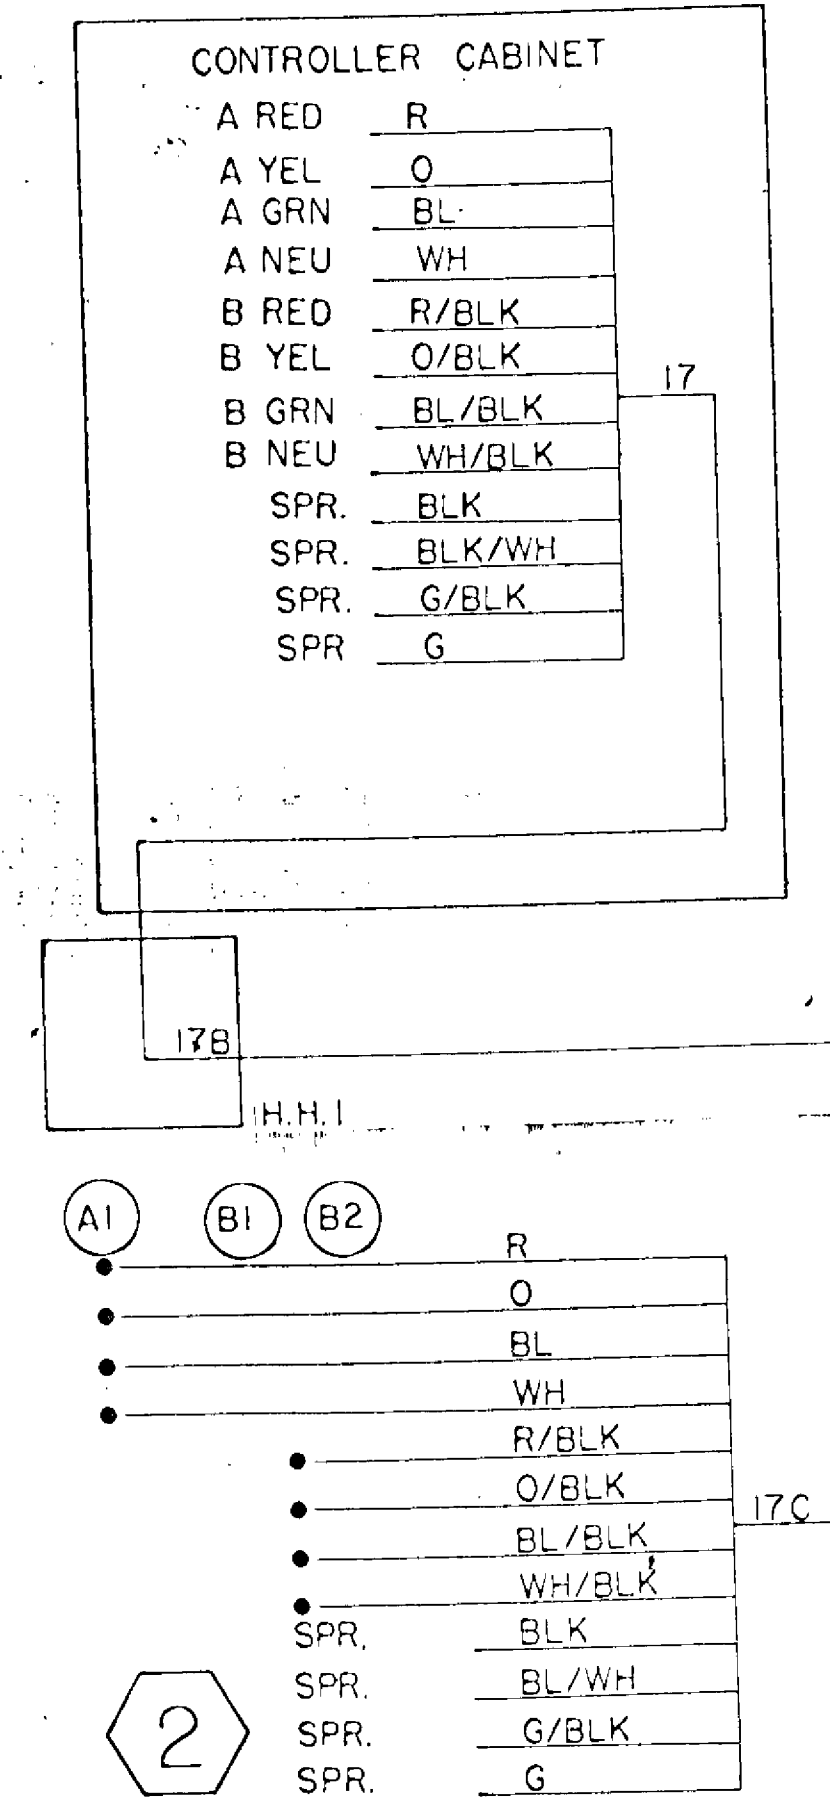 CONTROLLER CABINET
A RED R
A YEL O
A GRN BL
A NEU WH
B RED R/BLK
B YEL O/BLK
17
B GRN BL/BLK
B NEU WH/BLK
SPR. BLK
SPR. BLK/WH
SPR. G/BLK
SPR G
17B
H.H.1
A1 B1 B2
R
O
BL
WH
R/BLK
O/BLK
17C
BL/BLK
WH/BLK
SPR. BLK
SPR. BL/WH
2
SPR. G/BLK
SPR. G